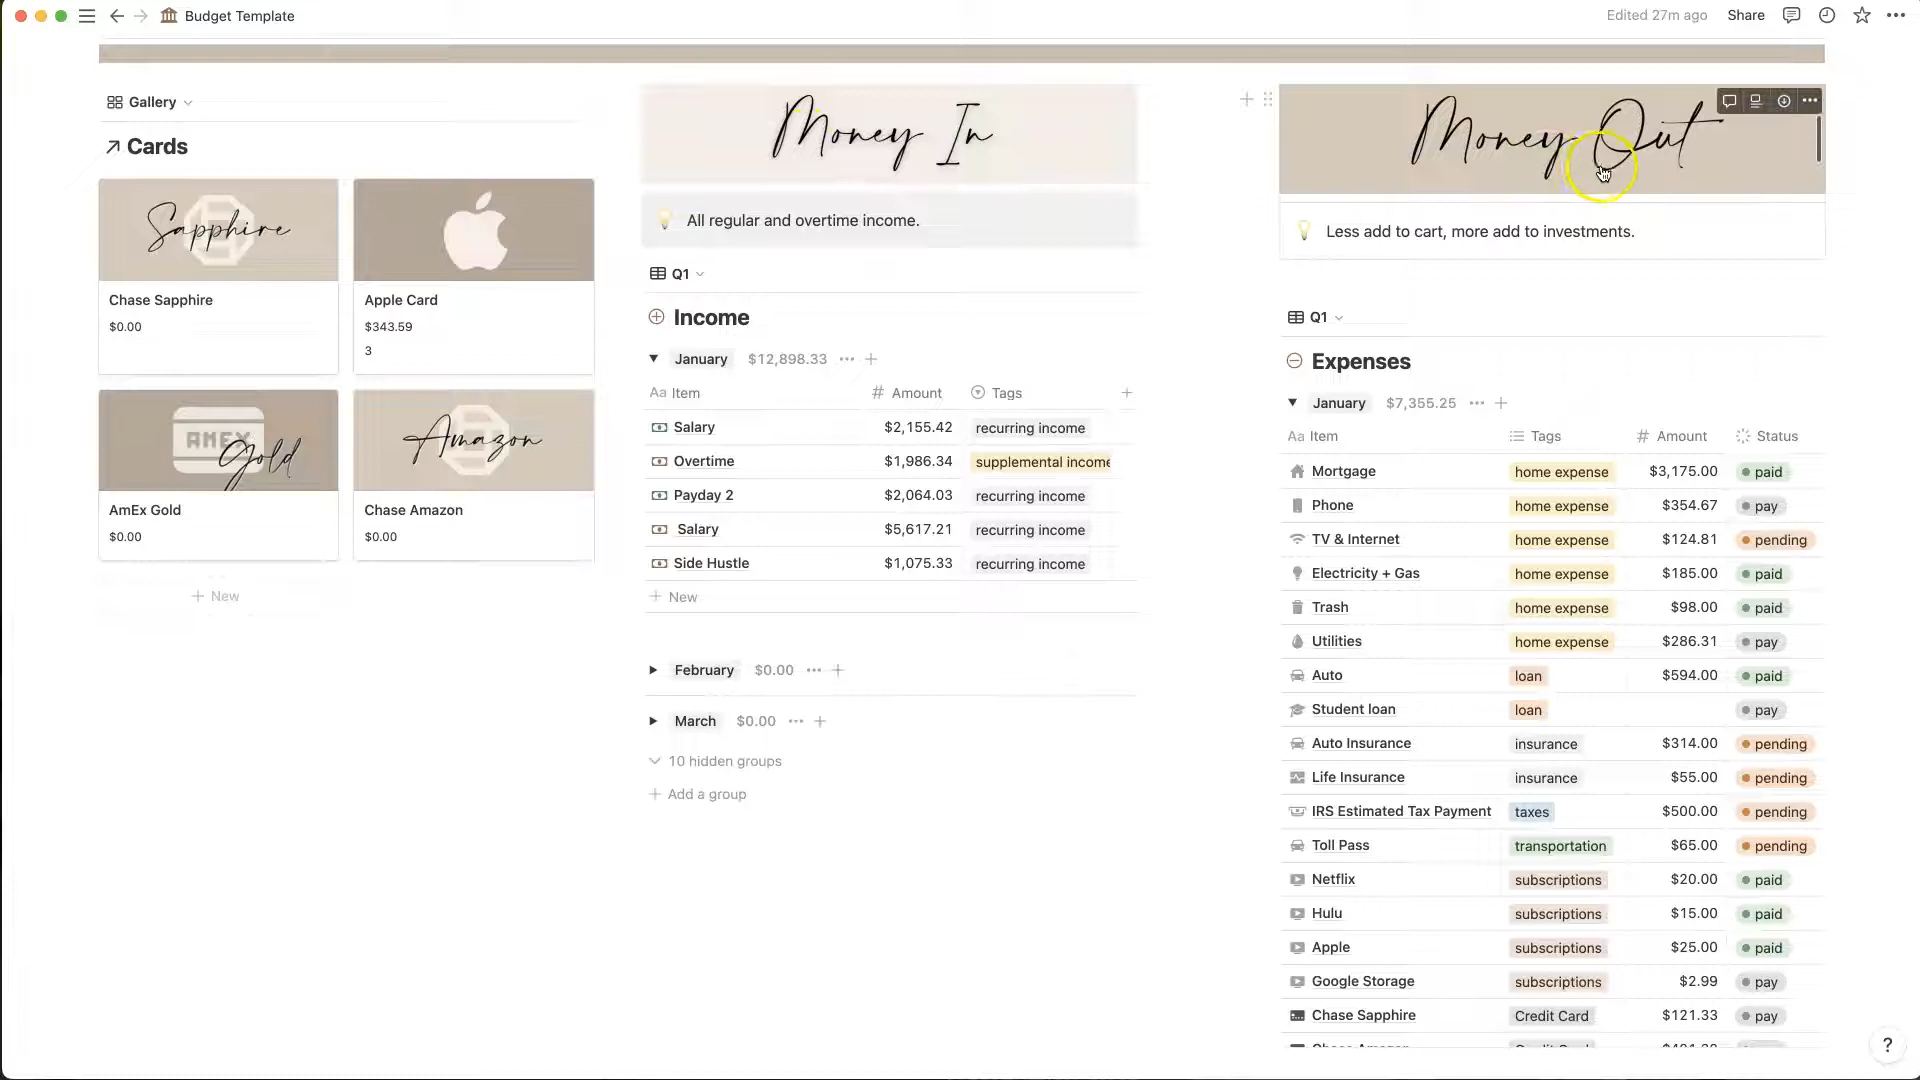 Budget Template
Edited 27m ago
Share
Gallery
Cards
Sapphire
Chase Sapphire
$0.00
Apple Card
$343.59
3
AMEX
Gold
AmEx Gold
$0.00
Amazon
Chase Amazon
$0.00
New
Money In
All regular and overtime income.
Q1
Income
January $12,898.33
Aa Item # Amount Tags
Salary $2,155.42 recurring income
Overtime $1,986.34 supplemental income
Payday 2 $2,064.03 recurring income
Salary $5,617.21 recurring income
Side Hustle $1,075.33 recurring income
New
February $0.00
March $0.00
10 hidden groups
Add a group
Money Out
Less add to cart, more add to investments.
Q1
Expenses
January $7,355.25
Aa Item Tags # Amount Status
Mortgage home expense $3,175.00 paid
Phone home expense $354.67 pay
TV & Internet home expense $124.81 pending
Electricity + Gas home expense $185.00 paid
Trash home expense $98.00 paid
Utilities home expense $286.31 pay
Auto loan $594.00 paid
Student loan loan pay
Auto Insurance insurance $314.00 pending
Life Insurance insurance $55.00 pending
IRS Estimated Tax Payment taxes $500.00 pending
Toll Pass transportation $65.00 pending
Netflix subscriptions $20.00 paid
Hulu subscriptions $15.00 paid
Apple subscriptions $25.00 paid
Google Storage subscriptions $2.99 pay
Chase Sapphire Credit Card $121.33 pay
?